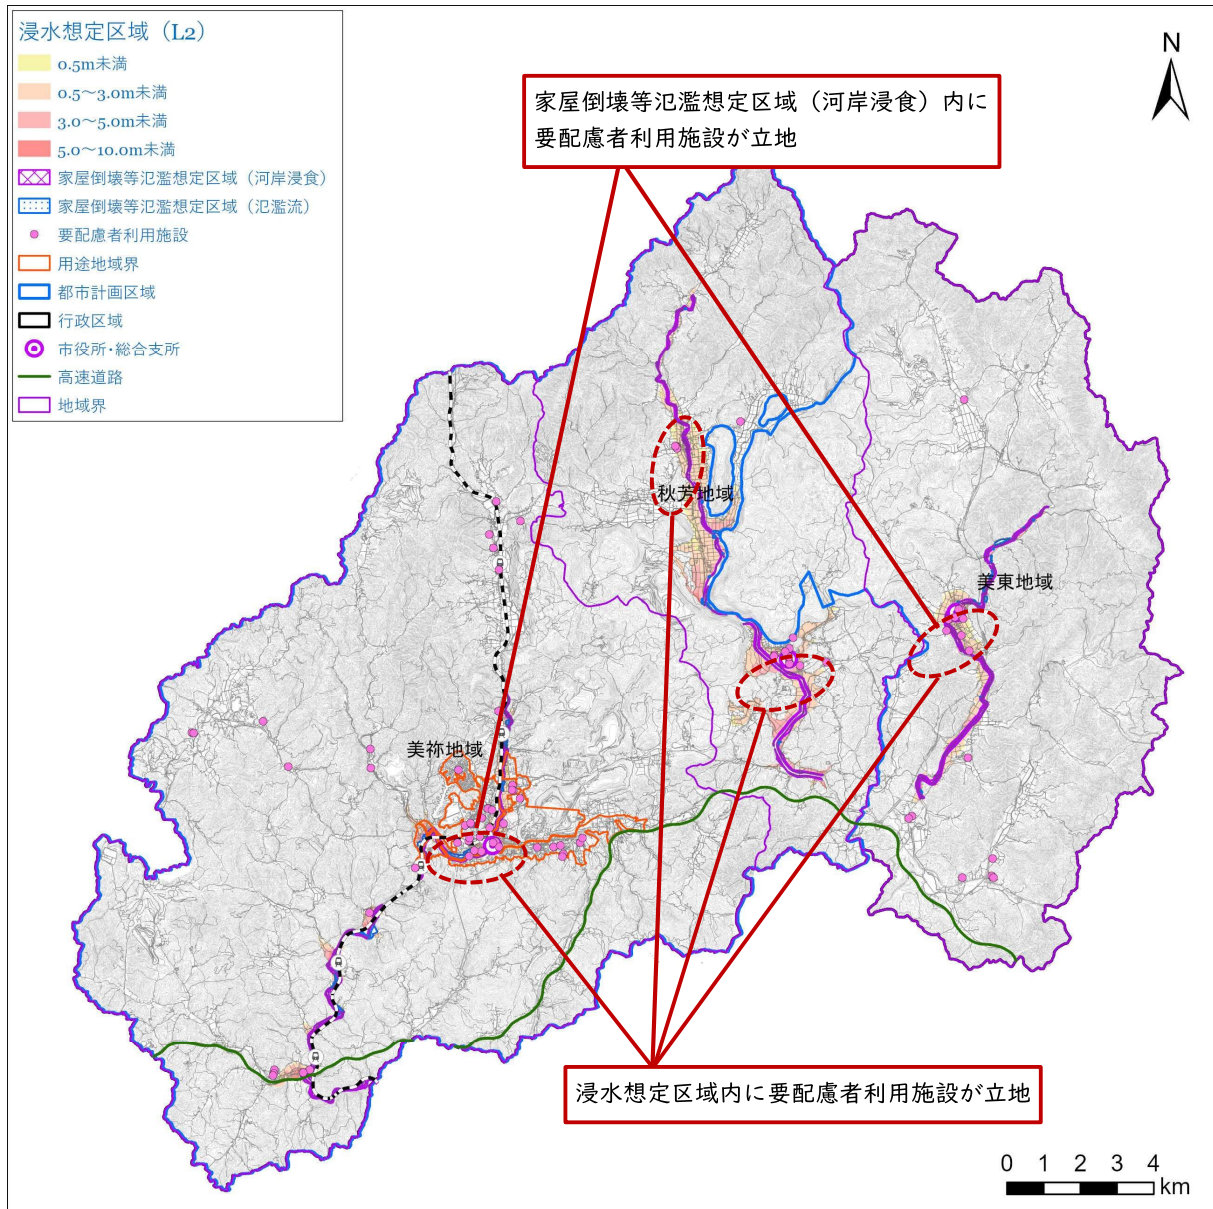 浸水想定区域（L2）
0.5m未満
0.5～3.0m未満
3.0～5.0m未満
5.0～10.0m未満
家屋倒壊等氾濫想定区域（河岸浸食）
家屋倒壊等氾濫想定区域（氾濫流）
要配慮者利用施設
用途地域界
都市計画区域
行政区域
市役所・総合支所
高速道路
地域界
家屋倒壊等氾濫想定区域（河岸浸食）内に
要配慮者利用施設が立地
N
秋芳地域
美東地域
美祢地域
浸水想定区域内に要配慮者利用施設が立地
0 1 2 3 4
km